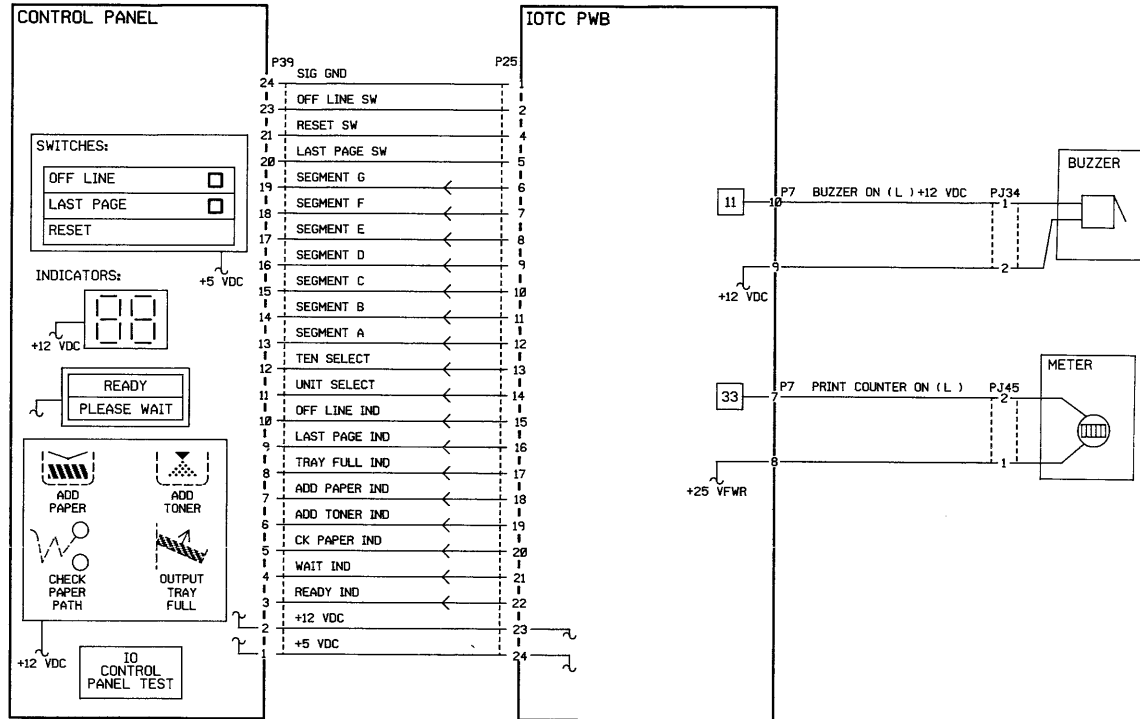 CONTROL PANEL
IOTC PWB
P39
P25
24 SIG GND 1
23 OFF LINE SW 2
21 RESET SW 4
20 LAST PAGE SW 5
19 SEGMENT G 6
18 SEGMENT F 7
17 SEGMENT E 8
16 SEGMENT D 9
15 SEGMENT C 10
14 SEGMENT B 11
13 SEGMENT A 12
12 TEN SELECT 13
11 UNIT SELECT 14
10 OFF LINE IND 15
9 LAST PAGE IND 16
8 TRAY FULL IND 17
7 ADD PAPER IND 18
6 ADD TONER IND 19
5 CK PAPER IND 20
4 WAIT IND 21
3 READY IND 22
2 +12 VDC 23
1 +5 VDC 24
SWITCHES:
OFF LINE
LAST PAGE
RESET
+5 VDC
INDICATORS:
+12 VDC
READY
PLEASE WAIT
ADD
PAPER
ADD
TONER
CHECK
PAPER
PATH
OUTPUT
TRAY
FULL
+12 VDC
IO
CONTROL
PANEL TEST
BUZZER
11 10 P7 BUZZER ON (L) +12 VDC PJ34 1
9 2
+12 VDC
METER
33 7 P7 PRINT COUNTER ON (L) PJ45 2
8 1
+25 VFWR